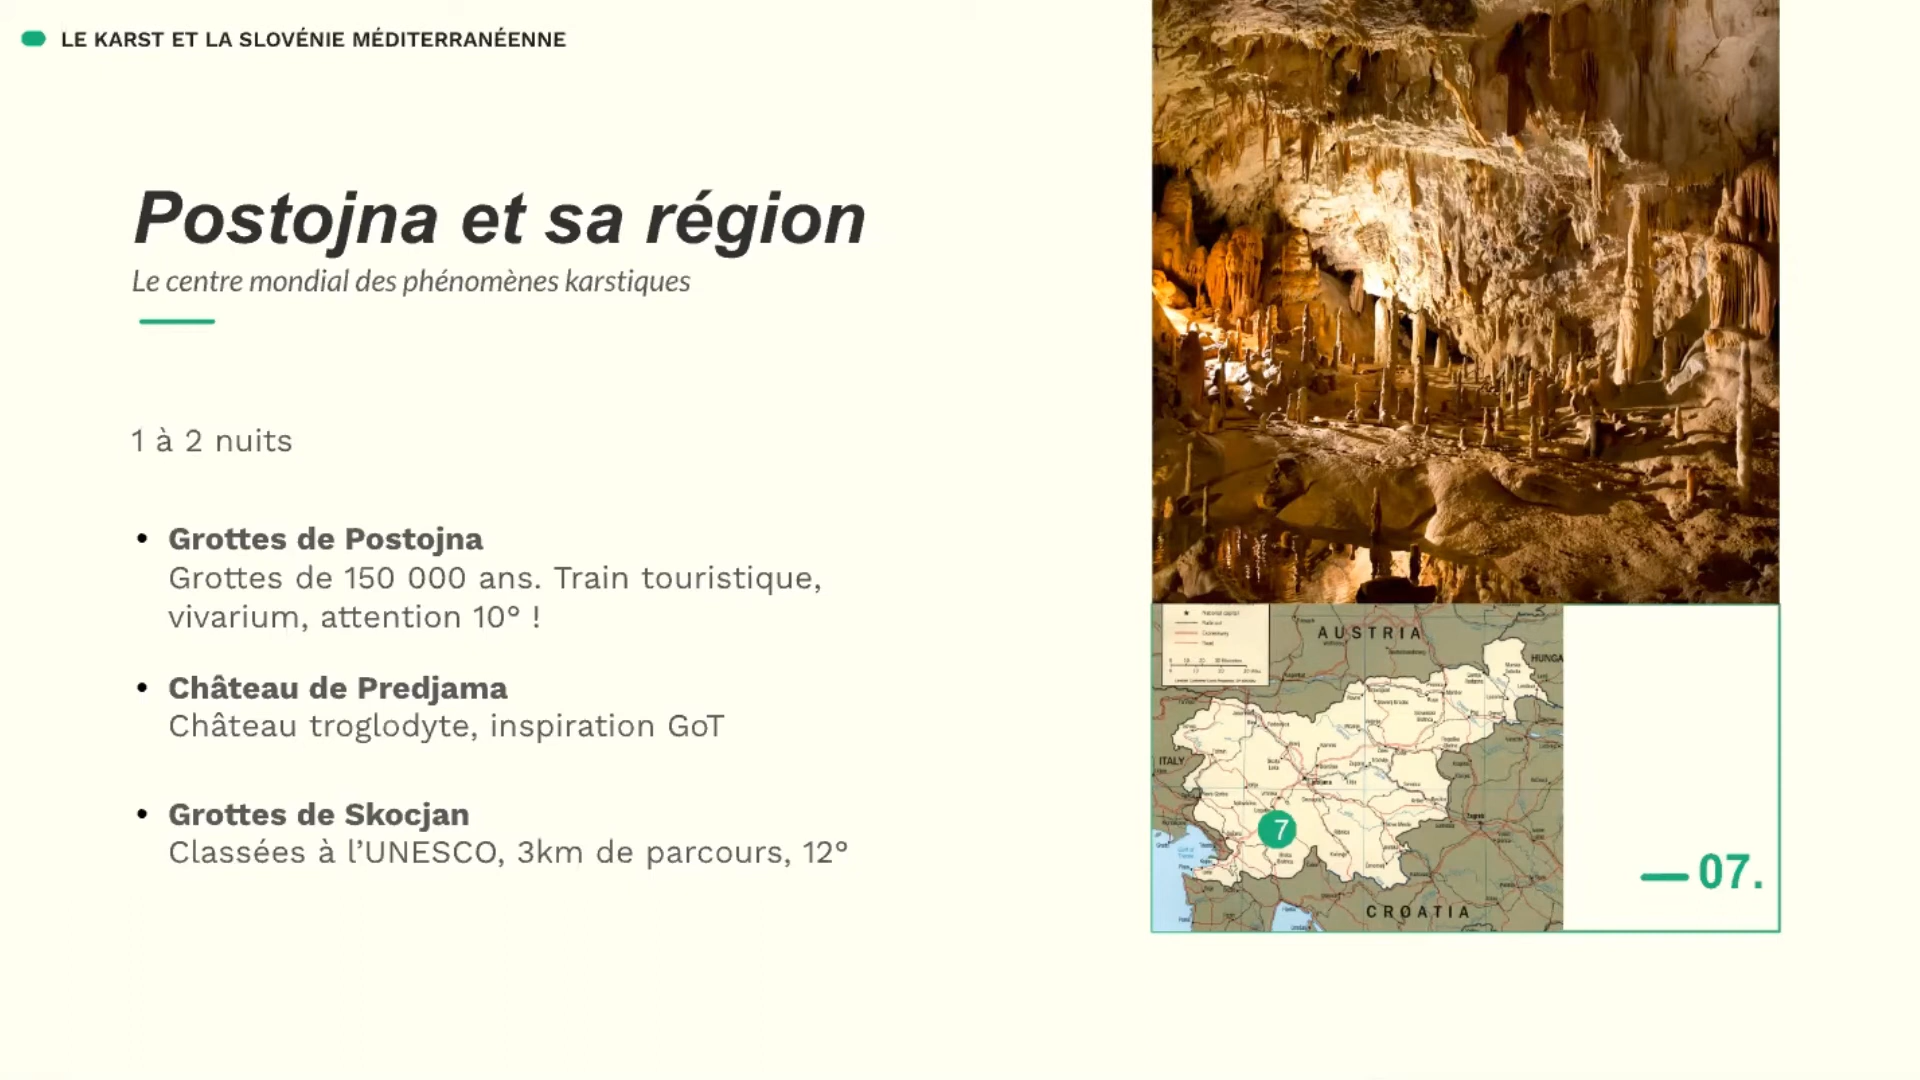 LE KARST ET LA SLOVÉNIE MÉDITERRANÉENNE
Postojna et sa région
Le centre mondial des phénomènes karstiques
1 à 2 nuits
• Grottes de Postojna
Grottes de 150 000 ans. Train touristique,
vivarium, attention 10° !
• Château de Predjama
Château troglodyte, inspiration GoT
• Grottes de Skocjan
Classées à l’UNESCO, 3km de parcours, 12°
AUSTRIA
HUNGA
ITALY
7
CROATIA
07.